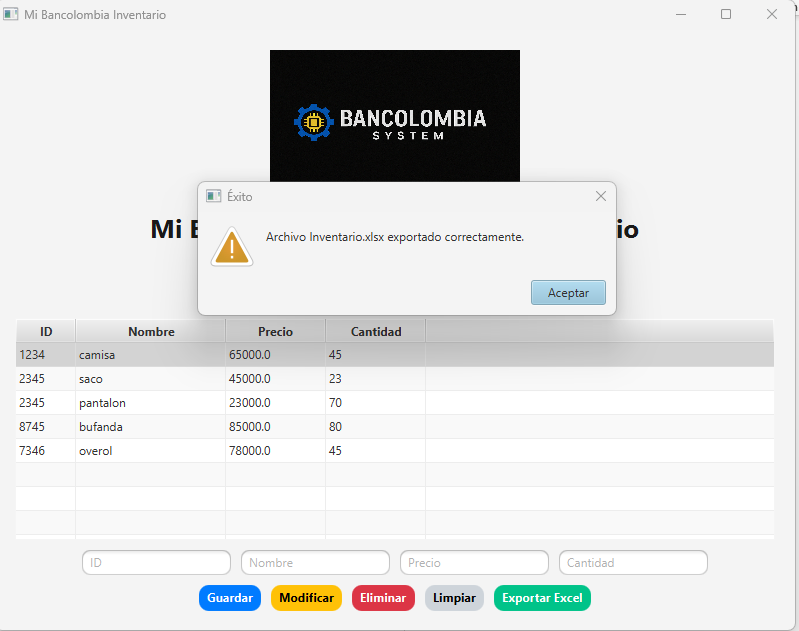 Mi Bancolombia Inventario
BANCOLOMBIA
SYSTEM
Éxito
Archivo Inventario.xlsx exportado correctamente.
Aceptar
Mi
ID Nombre Precio Cantidad
1234 camisa 65000.0 45
2345 saco 45000.0 23
2345 pantalon 23000.0 70
8745 bufanda 85000.0 80
7346 overol 78000.0 45
ID Nombre Precio Cantidad
Guardar Modificar Eliminar Limpiar Exportar Excel